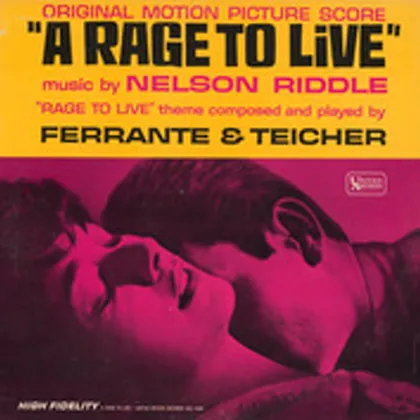 ORIGINAL MOTION PICTURE SCORE
"A RAGE TO LiVE"
music by NELSON RIDDLE
"RAGE TO LIVE" theme composed and played by
FERRANTE & TEICHER
UNITED ARTISTS
HIGH FIDELITY